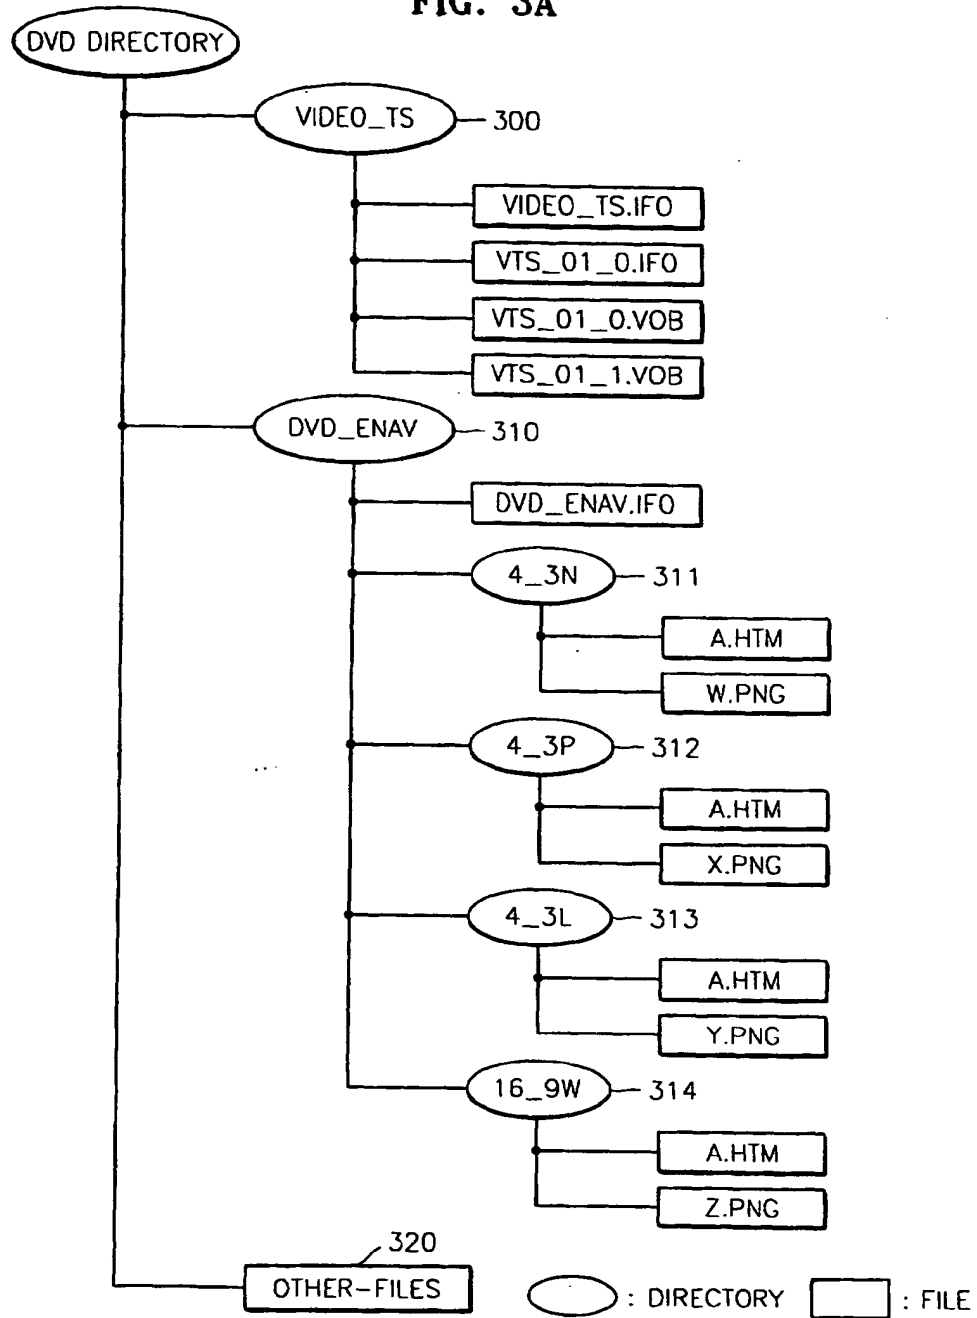 FIG. 3A
DVD DIRECTORY
VIDEO_TS 300
VIDEO_TS.IFO
VTS_01_0.IFO
VTS_01_0.VOB
VTS_01_1.VOB
DVD_ENAV 310
DVD_ENAV.IFO
4_3N 311
A.HTM
W.PNG
4_3P 312
A.HTM
X.PNG
4_3L 313
A.HTM
Y.PNG
16_9W 314
A.HTM
Z.PNG
320
OTHER-FILES
: DIRECTORY : FILE